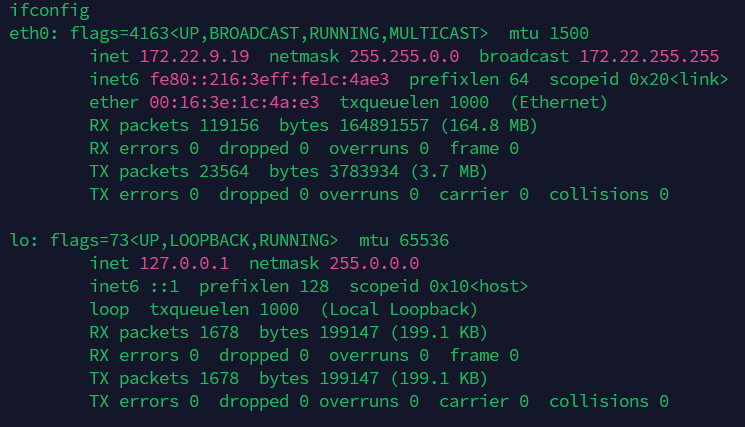 ifconfig
eth0: flags=4163<UP,BROADCAST,RUNNING,MULTICAST>  mtu 1500
        inet 172.22.9.19  netmask 255.255.0.0  broadcast 172.22.255.255
        inet6 fe80::216:3eff:fe1c:4ae3  prefixlen 64  scopeid 0x20<link>
        ether 00:16:3e:1c:4a:e3  txqueuelen 1000  (Ethernet)
        RX packets 119156  bytes 164891557 (164.8 MB)
        RX errors 0  dropped 0  overruns 0  frame 0
        TX packets 23564  bytes 3783934 (3.7 MB)
        TX errors 0  dropped 0 overruns 0  carrier 0  collisions 0

lo: flags=73<UP,LOOPBACK,RUNNING>  mtu 65536
        inet 127.0.0.1  netmask 255.0.0.0
        inet6 ::1  prefixlen 128  scopeid 0x10<host>
        loop  txqueuelen 1000  (Local Loopback)
        RX packets 1678  bytes 199147 (199.1 KB)
        RX errors 0  dropped 0  overruns 0  frame 0
        TX packets 1678  bytes 199147 (199.1 KB)
        TX errors 0  dropped 0 overruns 0  carrier 0  collisions 0